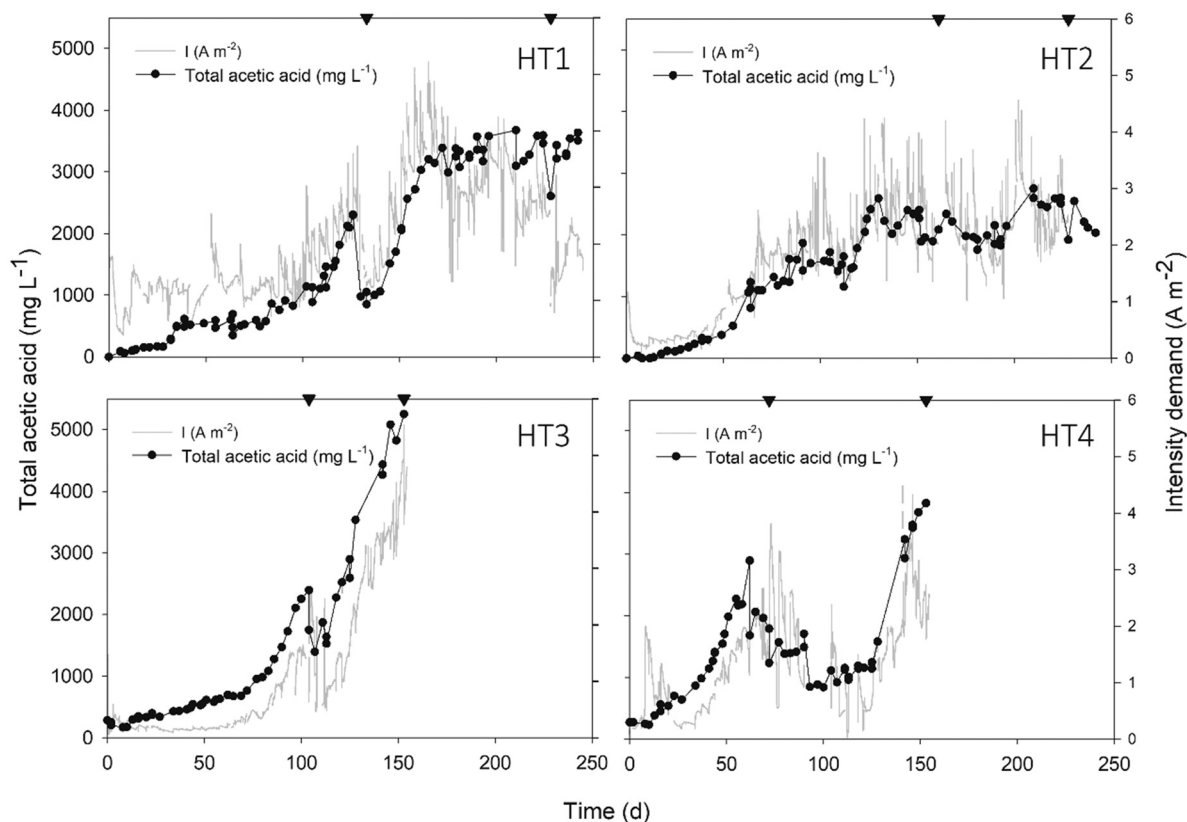 5000
4000
3000
2000
1000
0
I (A m⁻²)
Total acetic acid (mg L⁻¹)
HT1
I (A m⁻²)
Total acetic acid (mg L⁻¹)
HT2
6
5
4
3
2
1
0
5000
4000
3000
2000
1000
0
I (A m⁻²)
Total acetic acid (mg L⁻¹)
HT3
I (A m⁻²)
Total acetic acid (mg L⁻¹)
HT4
6
5
4
3
2
1
0
0 50 100 150 200 250
0 50 100 150 200 250
Total acetic acid (mg L⁻¹)
Intensity demand (A m⁻²)
Time (d)